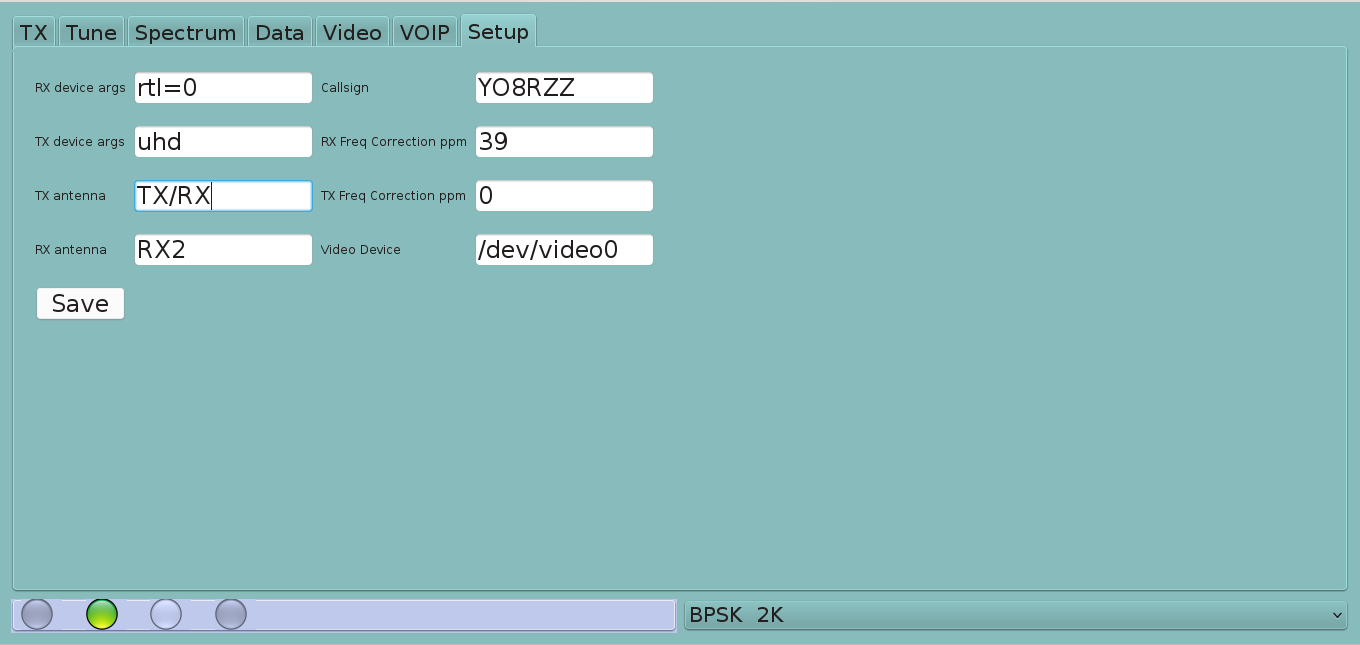 TX Tune Spectrum Data Video VOIP Setup
RX device args rtl=0 Callsign YO8RZZ
TX device args uhd RX Freq Correction ppm 39
TX antenna TX/RX TX Freq Correction ppm 0
RX antenna RX2 Video Device /dev/video0
Save
BPSK 2K